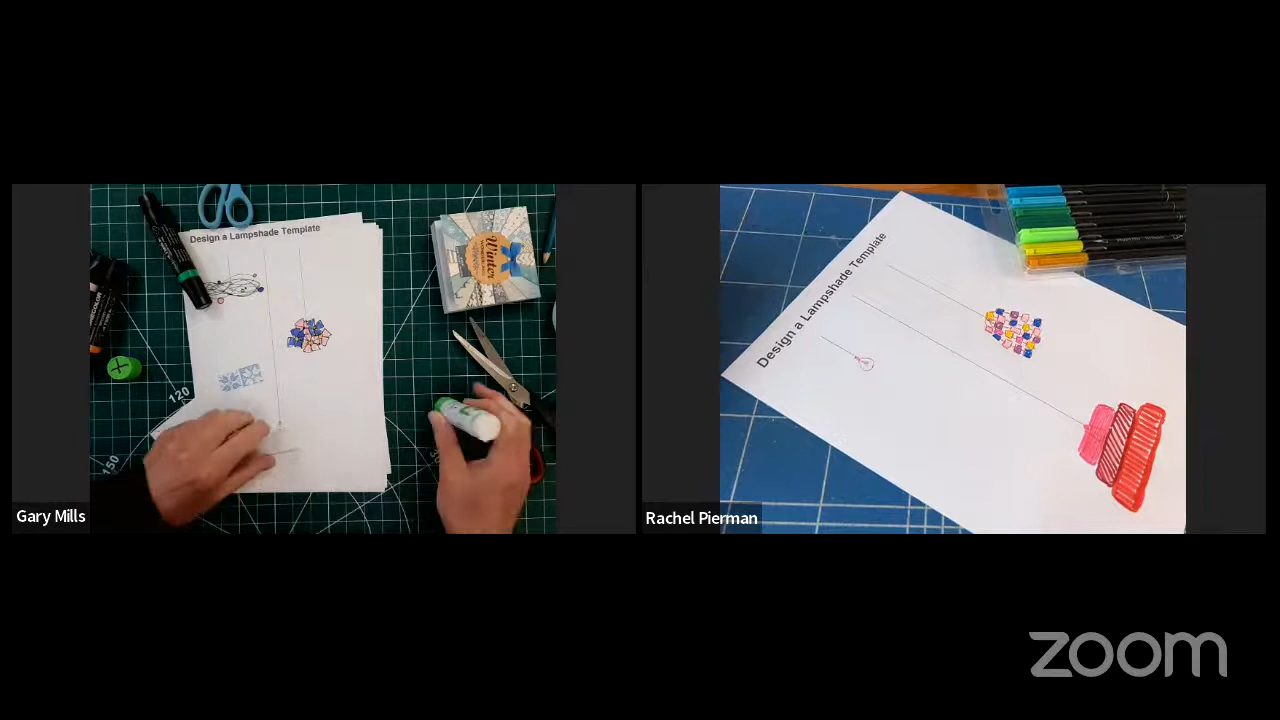 Design a Lampshade Template
Winter
120
150
Gary Mills
Design a Lampshade Template
Rachel Pierman
zoom